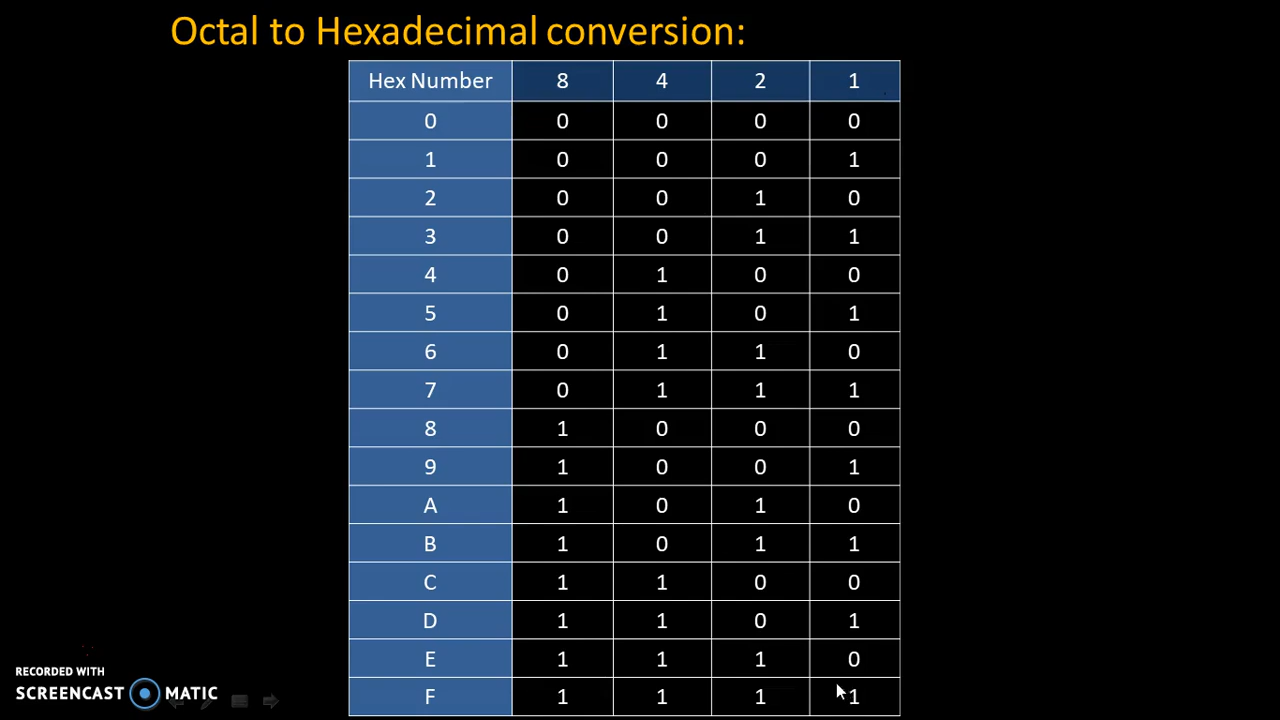 Octal to Hexadecimal conversion:
Hex Number 8 4 2 1
0 0 0 0 0
1 0 0 0 1
2 0 0 1 0
3 0 0 1 1
4 0 1 0 0
5 0 1 0 1
6 0 1 1 0
7 0 1 1 1
8 1 0 0 0
9 1 0 0 1
A 1 0 1 0
B 1 0 1 1
C 1 1 0 0
D 1 1 0 1
E 1 1 1 0
F 1 1 1 1
RECORDED WITH
SCREENCAST MATIC